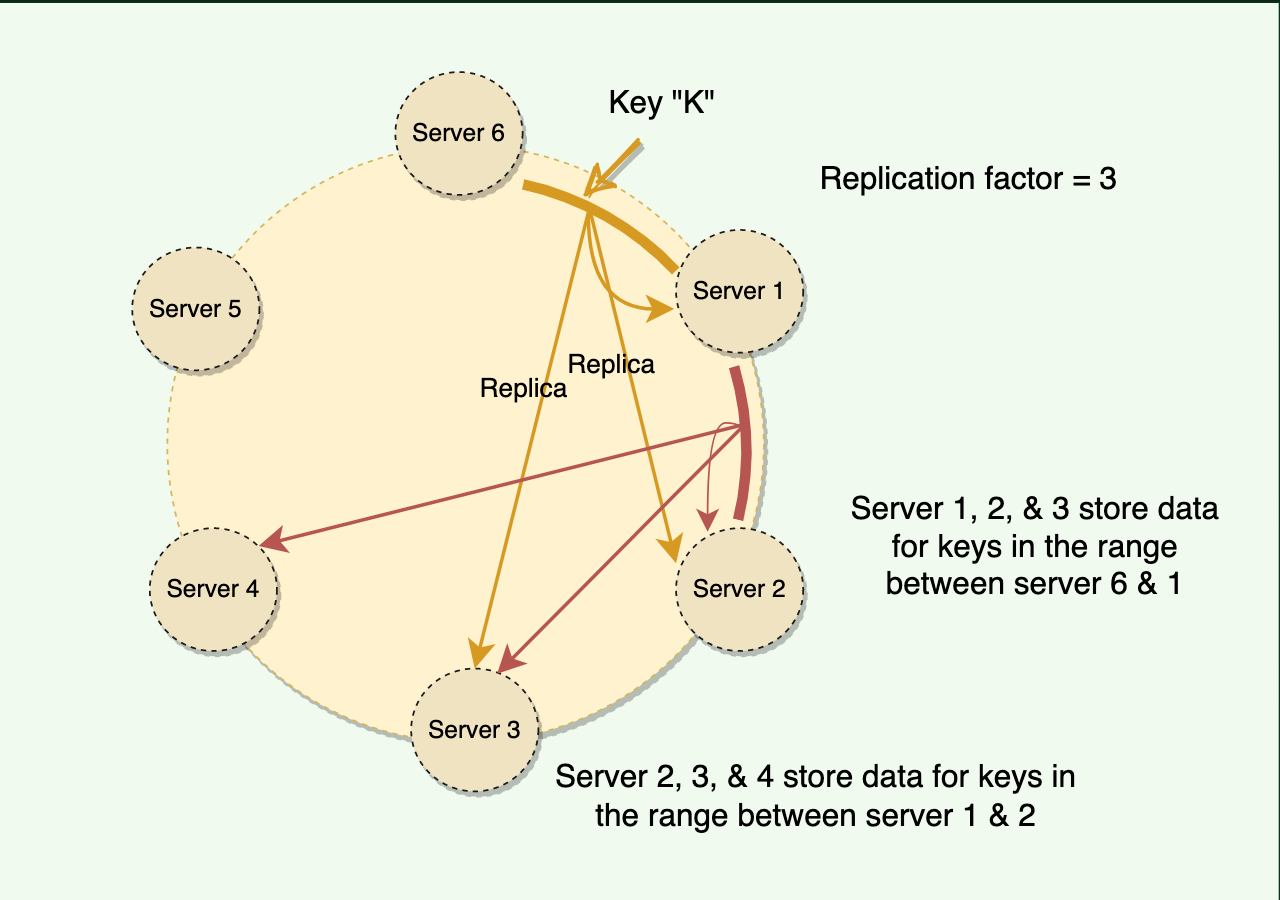 Key "K"
Server 6
Replication factor = 3
Server 1
Server 5
Replica
Replica
Server 1, 2, & 3 store data
for keys in the range
between server 6 & 1
Server 4
Server 2
Server 3
Server 2, 3, & 4 store data for keys in
the range between server 1 & 2